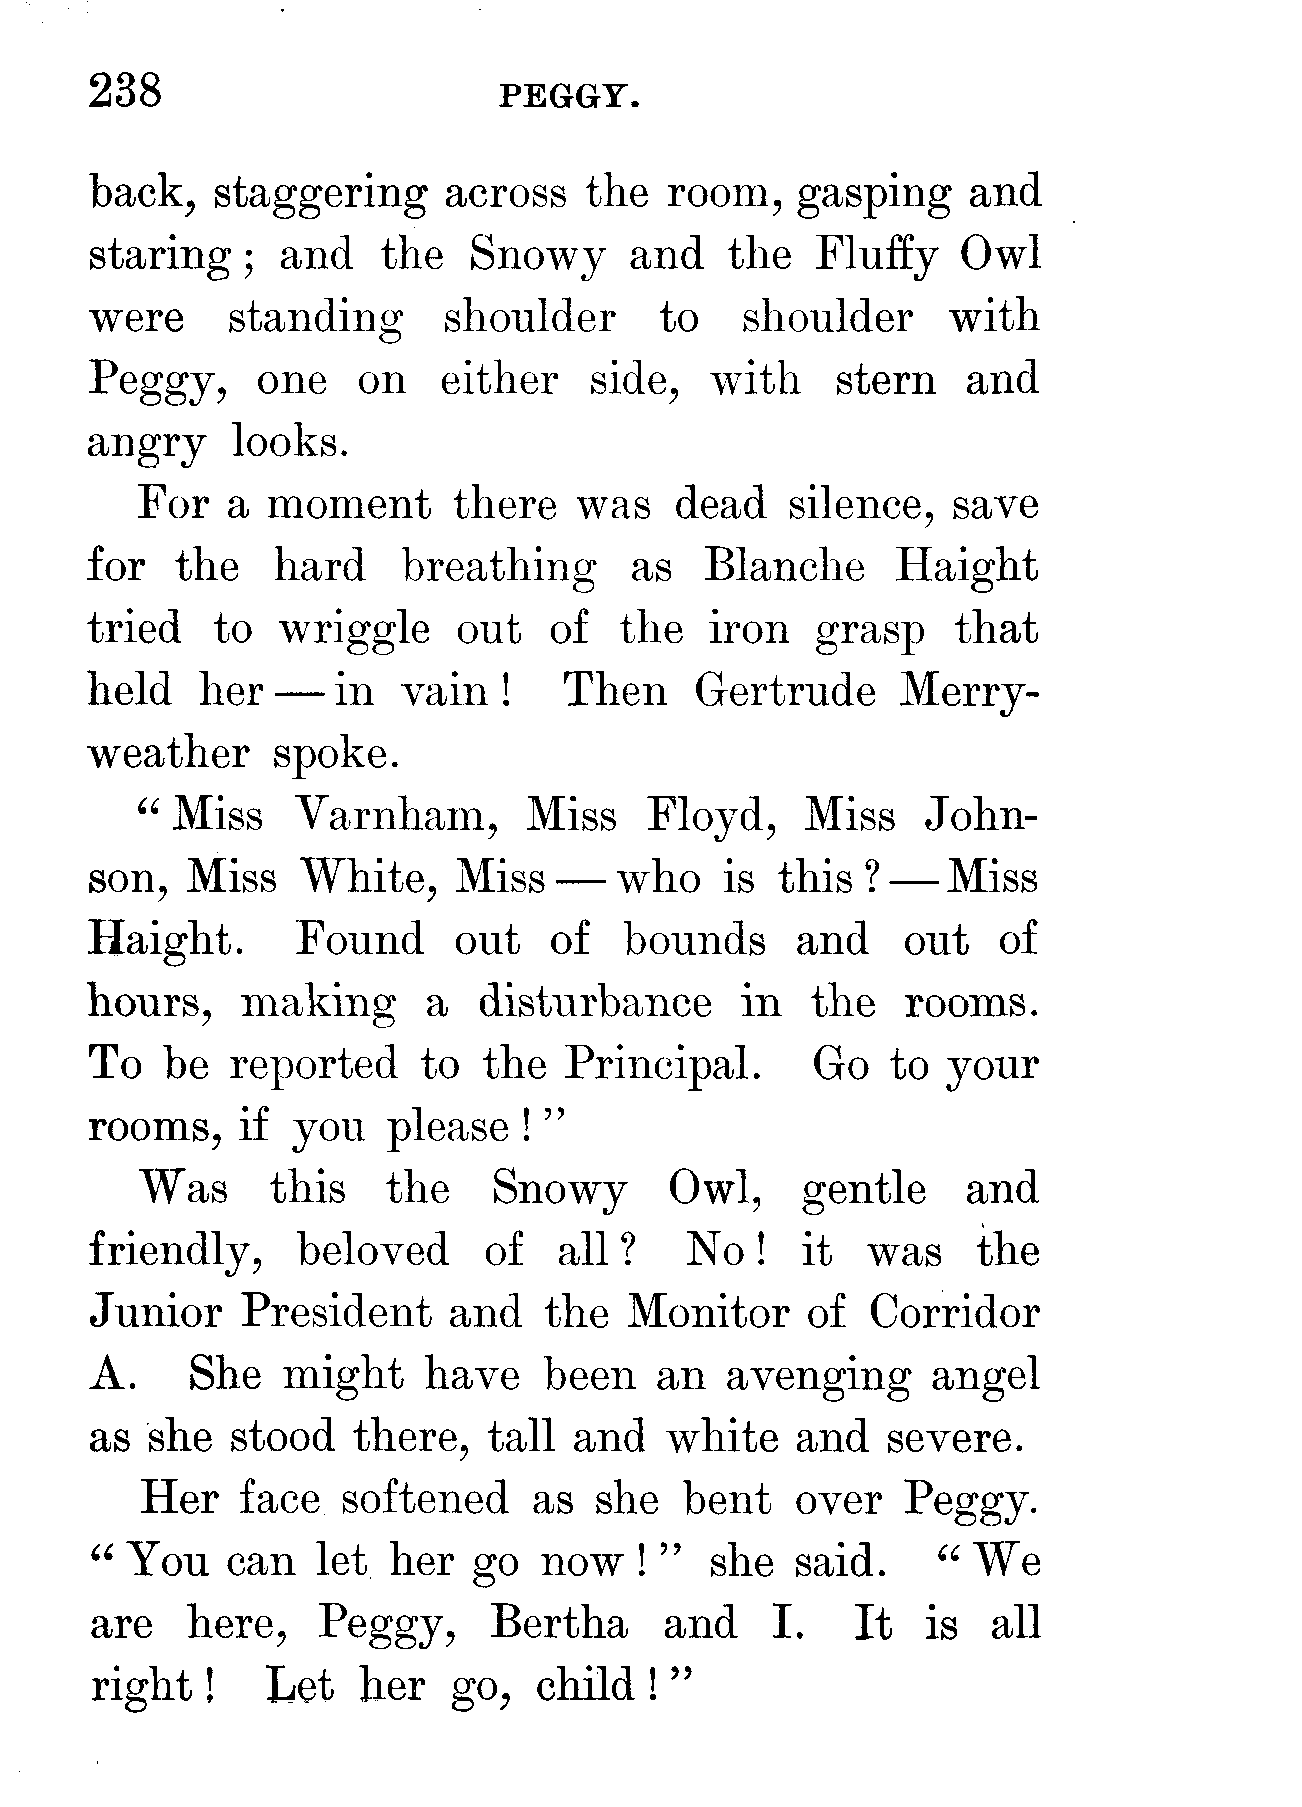 238 PEGGY.
back, staggering across the room, gasping and
staring ; and the Snowy and the Fluffy Owl
were standing shoulder to shoulder with
Peggy, one on either side, with stern and
angry looks.
For a moment there was dead silence, save
for the hard breathing as Blanche Haight
tried to wriggle out of the iron grasp that
held her — in vain ! Then Gertrude Merry-
weather spoke.
“ Miss Varnham, Miss Floyd, Miss John-
son, Miss White, Miss — who is this ? — Miss
Haight. Found out of bounds and out of
hours, making a disturbance in the rooms.
To be reported to the Principal. Go to your
rooms, if you please ! ”
Was this the Snowy Owl, gentle and
friendly, beloved of all ? No ! it was the
Junior President and the Monitor of Corridor
A. She might have been an avenging angel
as she stood there, tall and white and severe.
Her face softened as she bent over Peggy.
“ You can let her go now ! ” she said. “ We
are here, Peggy, Bertha and I. It is all
right ! Let her go, child ! ”